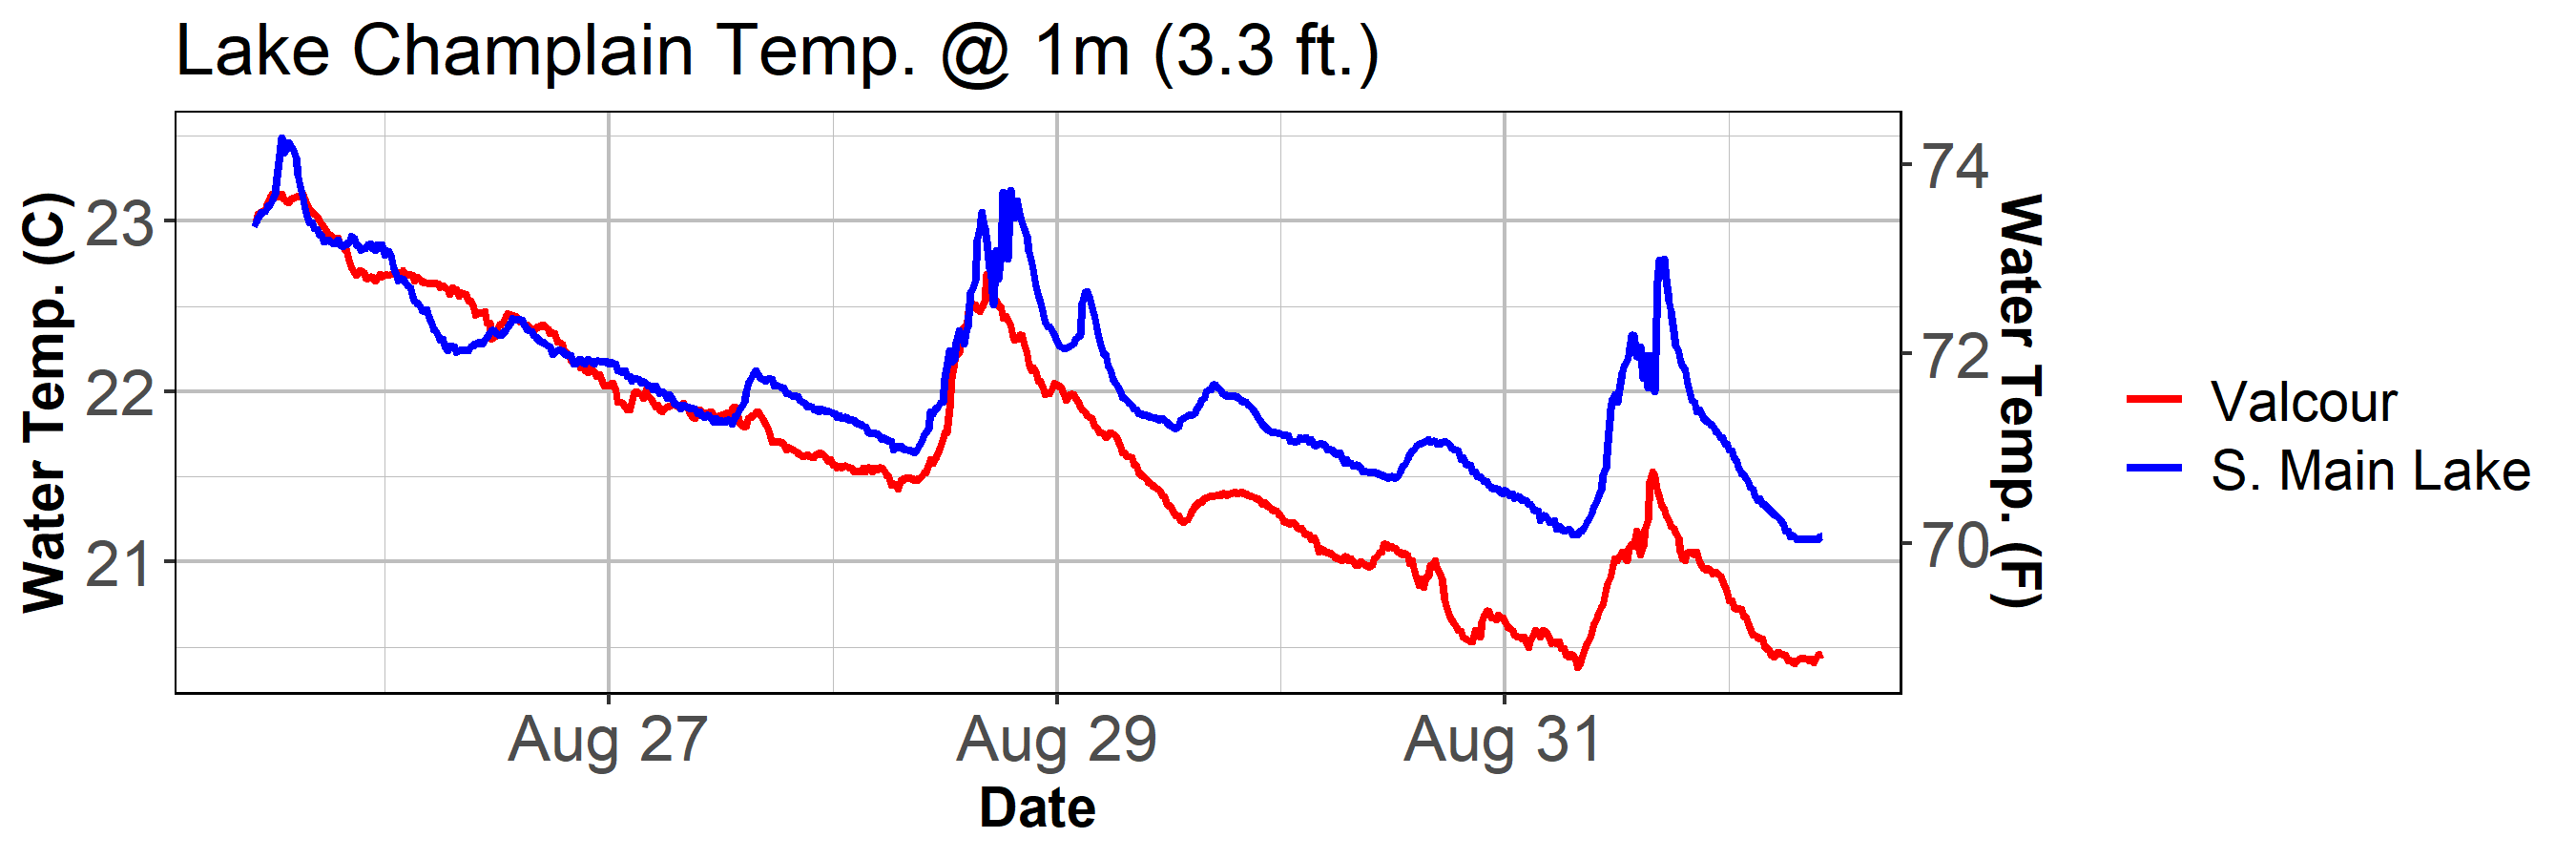 Lake Champlain Temp. @ 1m (3.3 ft.)
Water Temp. (C)
23
22
21
74
72
70
Water Temp. (F)
Aug 27
Aug 29
Aug 31
Date
Valcour
S. Main Lake